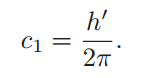 c₁ = h′ / 2π.